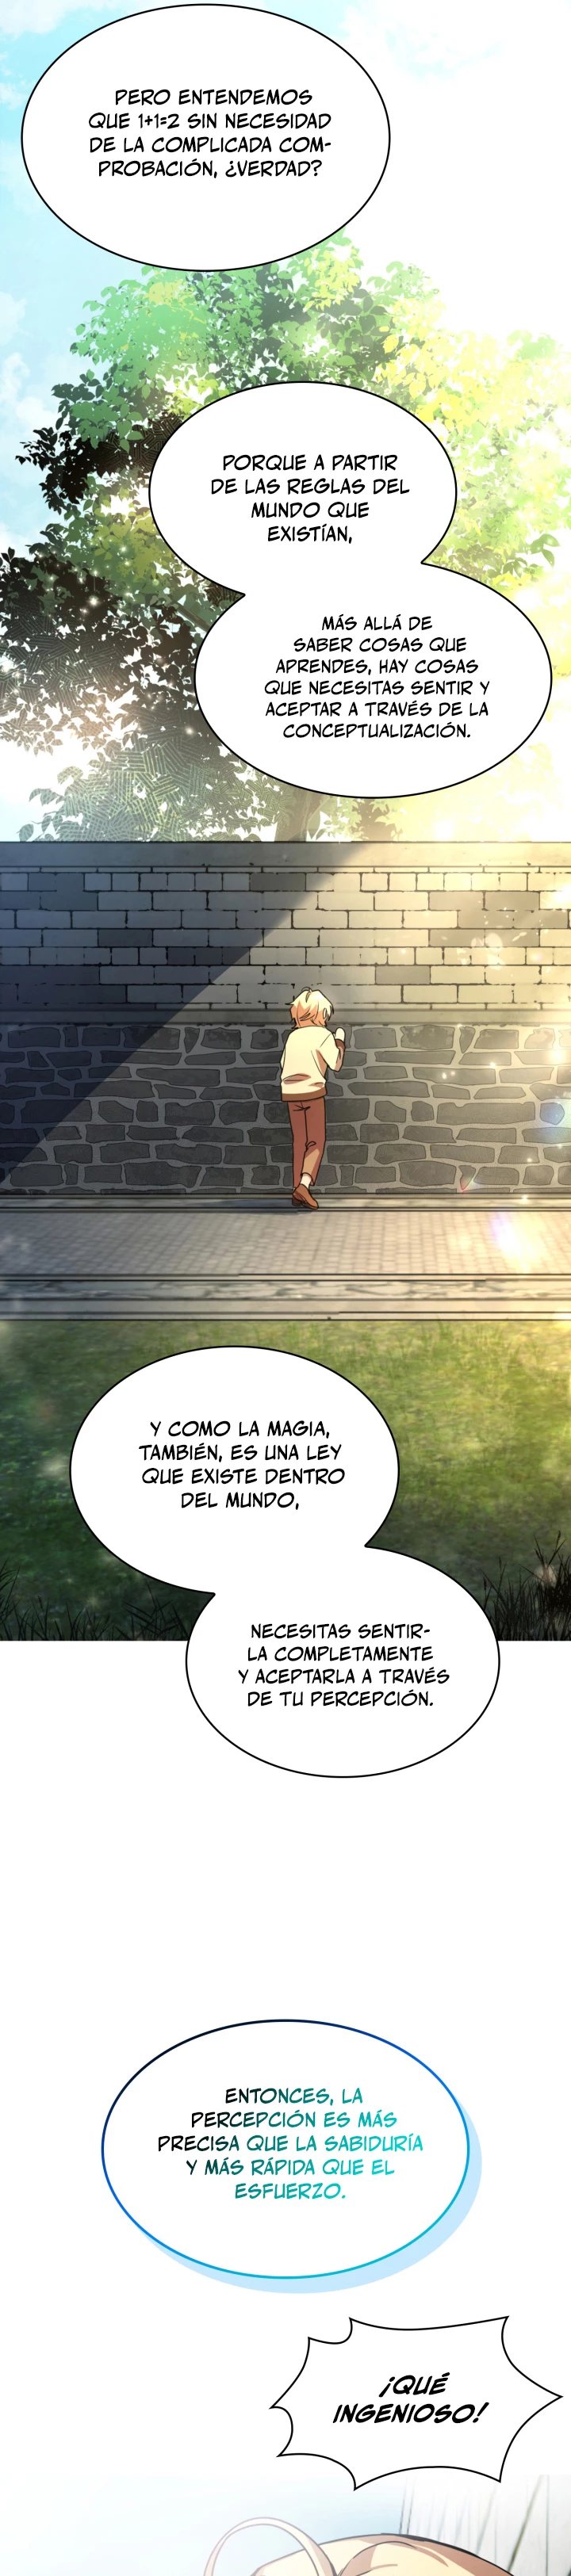 PERO ENTENDEMOS
QUE 1+1=2 SIN NECESIDAD
DE LA COMPLICADA COM-
PROBACIÓN, ¿VERDAD?
PORQUE A PARTIR
DE LAS REGLAS DEL
MUNDO QUE
EXISTÍAN,
MÁS ALLÁ DE
SABER COSAS QUE
APRENDES, HAY COSAS
QUE NECESITAS SENTIR Y
ACEPTAR A TRAVÉS DE LA
CONCEPTUALIZACIÓN.
Y COMO LA MAGIA,
TAMBIÉN, ES UNA LEY
QUE EXISTE DENTRO
DEL MUNDO,
NECESITAS SENTIR-
LA COMPLETAMENTE
Y ACEPTARLA A TRAVÉS
DE TU PERCEPCIÓN.
ENTONCES, LA
PERCEPCIÓN ES MÁS
PRECISA QUE LA SABIDURÍA
Y MÁS RÁPIDA QUE EL
ESFUERZO.
¡QUÉ
INGENIOSO!